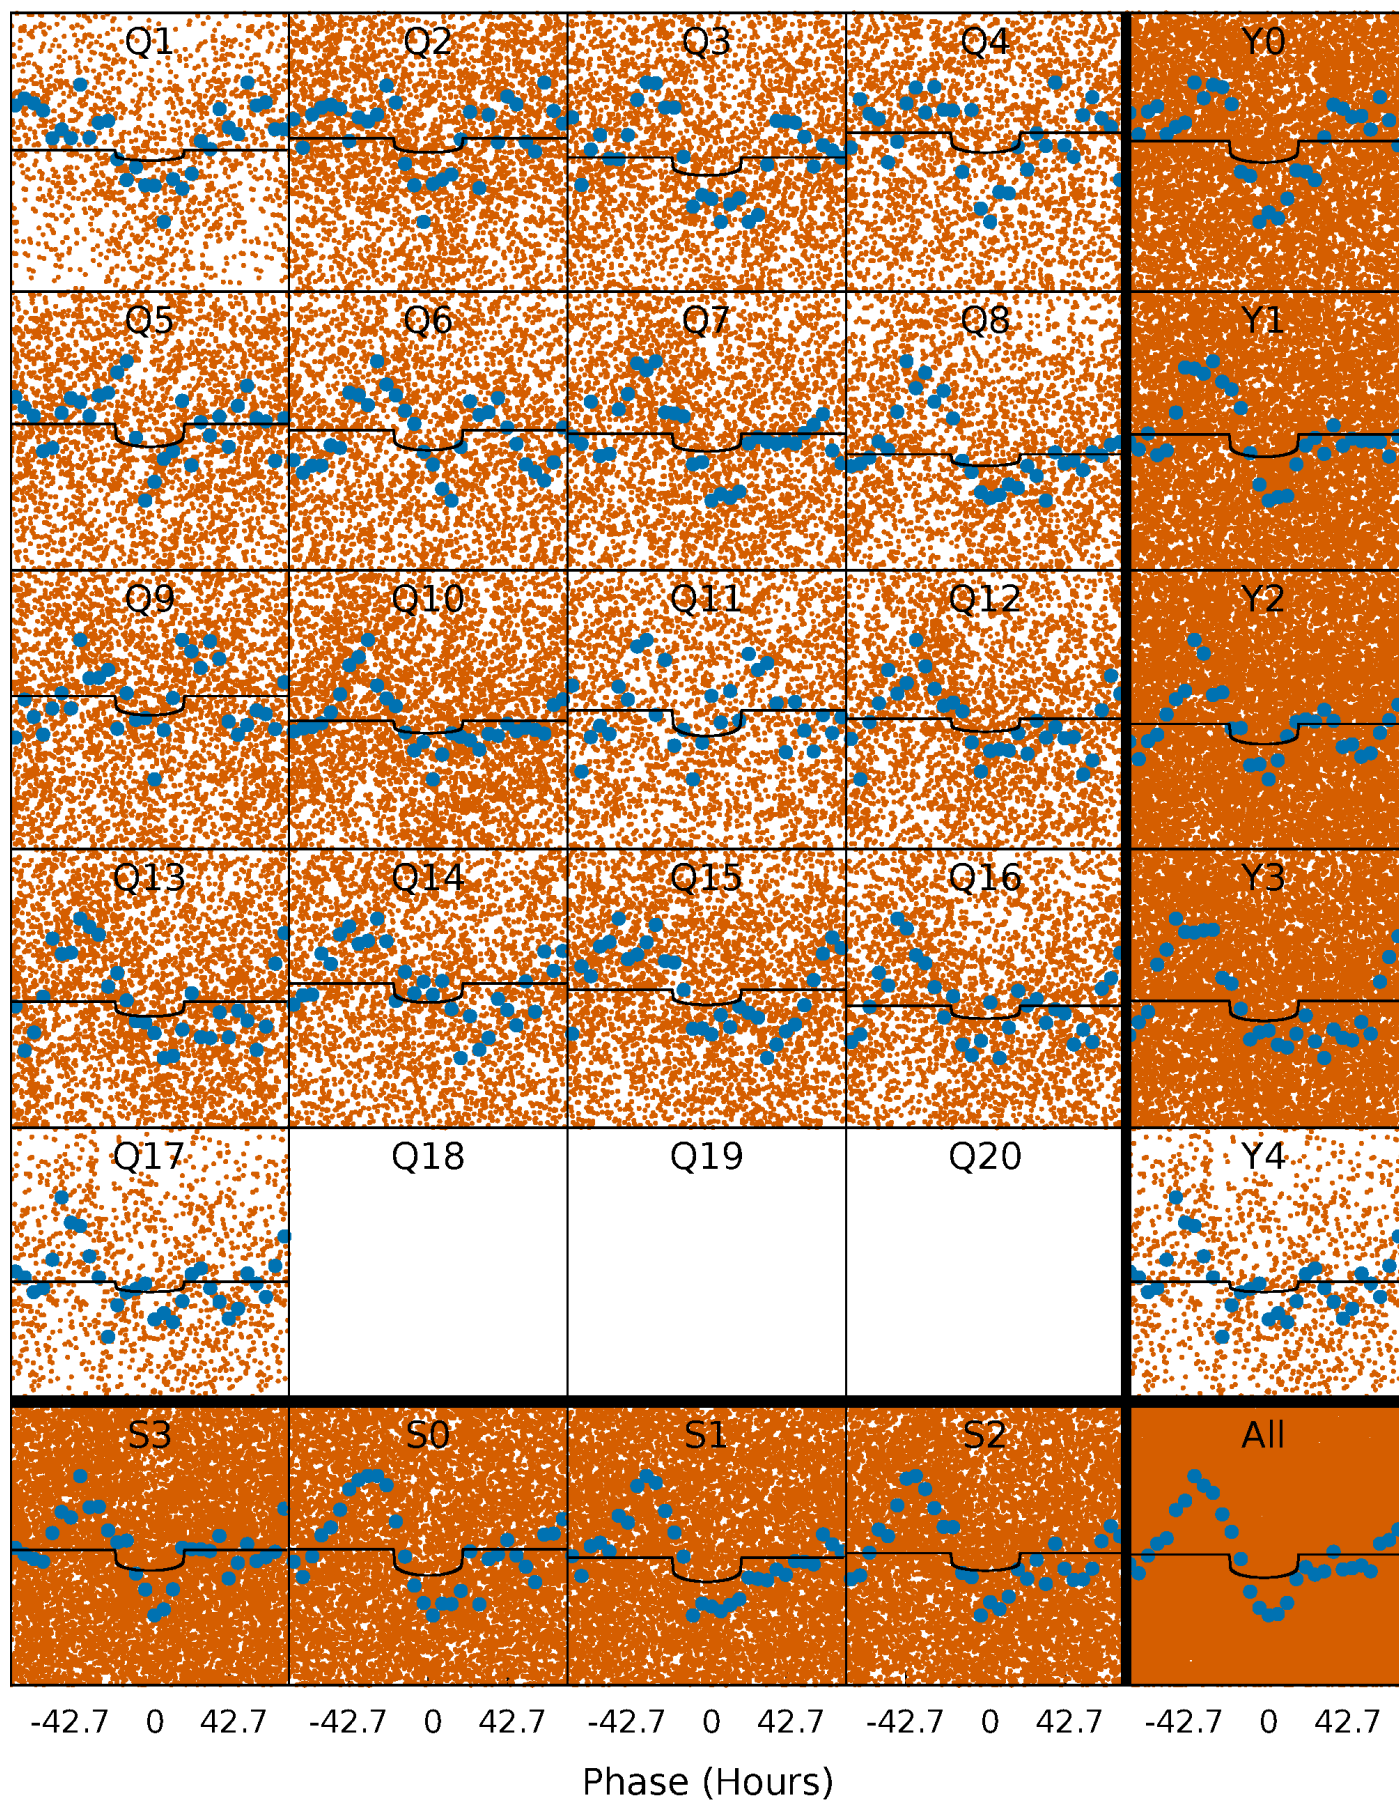 Q1 Q2 Q3 Q4 Y0
Q5 Q6 Q7 Q8 Y1
Q9 Q10 Q11 Q12 Y2
Q13 Q14 Q15 Q16 Y3
Q17 Q18 Q19 Q20 Y4
S3 S0 S1 S2 All
-42.7 0 42.7 -42.7 0 42.7 -42.7 0 42.7 -42.7 0 42.7 -42.7 0 42.7
Phase (Hours)